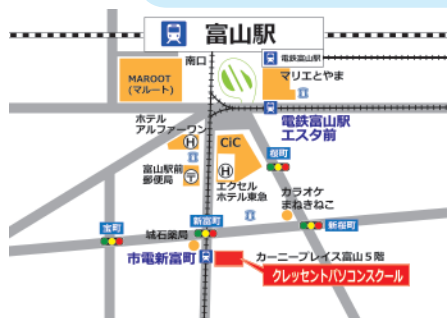 富山駅
南口
電鉄富山駅
MAROOT
(マルート)
マリエとやま
電鉄富山駅
エスタ前
ホテル
アルファーワン
H
CiC
桜町
富山駅前
郵便局
〒
H
エクセル
ホテル東急
カラオケ
まねきねこ
新富町
新桜町
宝町
城石薬局
市電新富町
カーニープレイス富山5階
クレッセントパソコンスクール